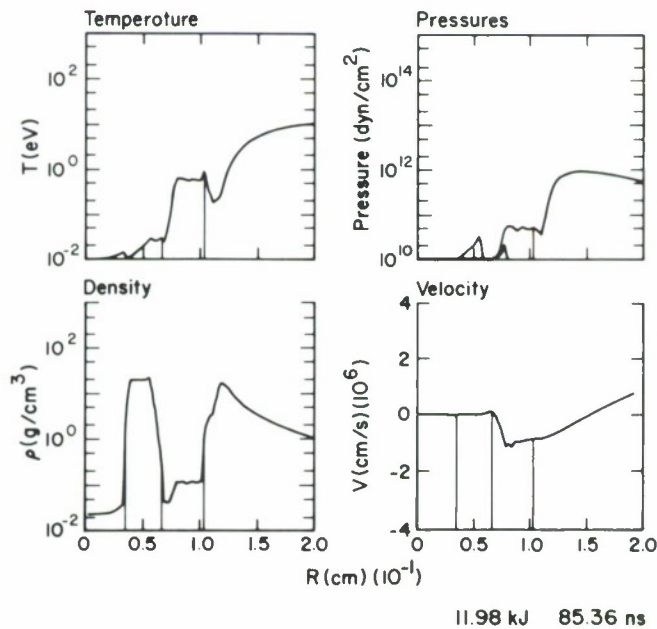 Temperature
Pressures
10^2
10^0
10^-2
T (eV)
10^14
10^12
10^10
Pressure (dyn/cm^2)
Density
Velocity
10^2
10^0
10^-2
ρ (g/cm^3)
4
2
0
-2
-4
V (cm/s) (10^6)
0 0.5 1.0 1.5 2.0
0 0.5 1.0 1.5 2.0
R (cm) (10^-1)
11.98 kJ 85.36 ns